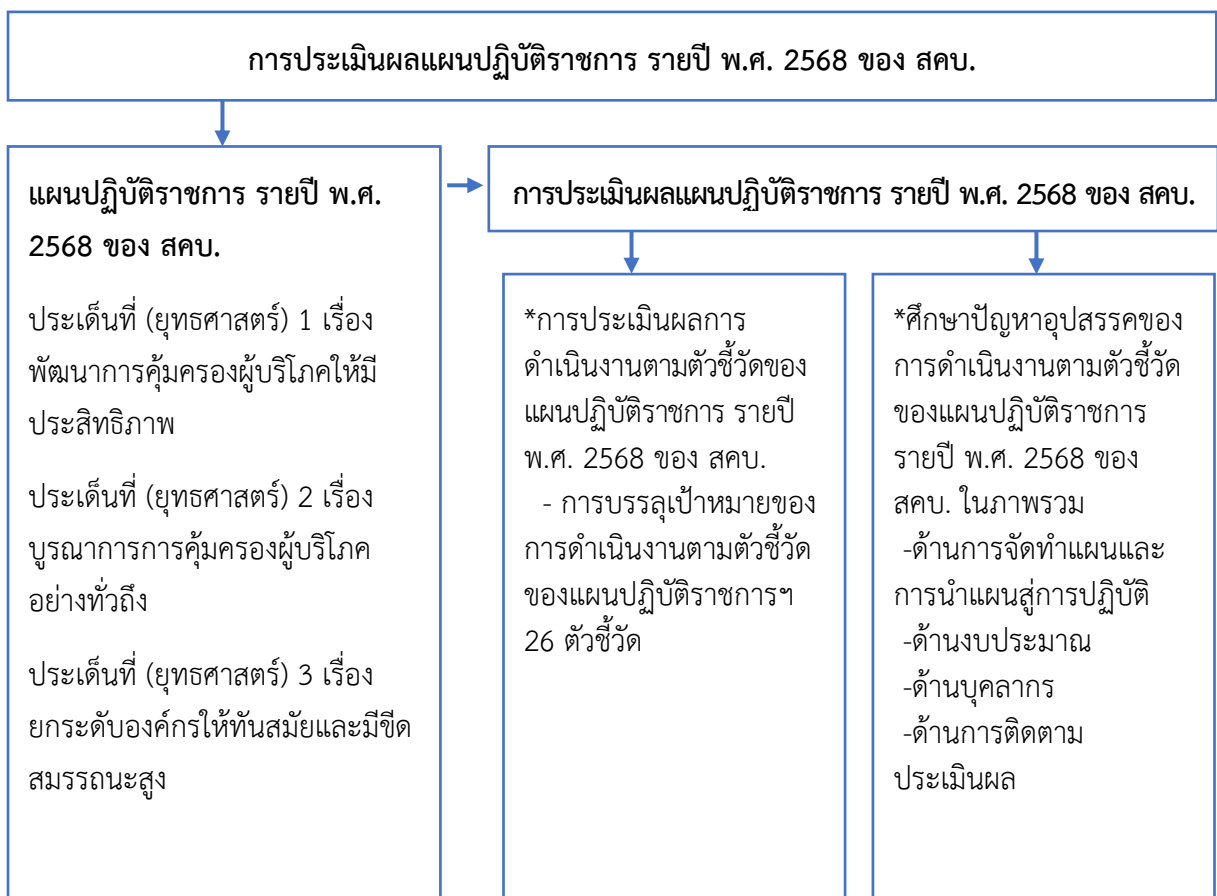 การประเมินผลแผนปฏิบัติราชการ รายปี พ.ศ. 2568 ของ สคบ.
แผนปฏิบัติราชการ รายปี พ.ศ.
2568 ของ สคบ.
ประเด็นที่ (ยุทธศาสตร์) 1 เรื่อง
พัฒนาการคุ้มครองผู้บริโภคให้มี
ประสิทธิภาพ
ประเด็นที่ (ยุทธศาสตร์) 2 เรื่อง
บูรณาการการคุ้มครองผู้บริโภค
อย่างทั่วถึง
ประเด็นที่ (ยุทธศาสตร์) 3 เรื่อง
ยกระดับองค์กรให้ทันสมัยและมีขีด
สมรรถนะสูง
การประเมินผลแผนปฏิบัติราชการ รายปี พ.ศ. 2568 ของ สคบ.
*การประเมินผลการ
ดำเนินงานตามตัวชี้วัดของ
แผนปฏิบัติราชการ รายปี
พ.ศ. 2568 ของ สคบ.
- การบรรลุเป้าหมายของ
การดำเนินงานตามตัวชี้วัด
ของแผนปฏิบัติราชการฯ
26 ตัวชี้วัด
*ศึกษาปัญหาอุปสรรคของ
การดำเนินงานตามตัวชี้วัด
ของแผนปฏิบัติราชการ
รายปี พ.ศ. 2568 ของ
สคบ. ในภาพรวม
-ด้านการจัดทำแผนและ
การนำแผนสู่การปฏิบัติ
-ด้านงบประมาณ
-ด้านบุคลากร
-ด้านการติดตาม
ประเมินผล